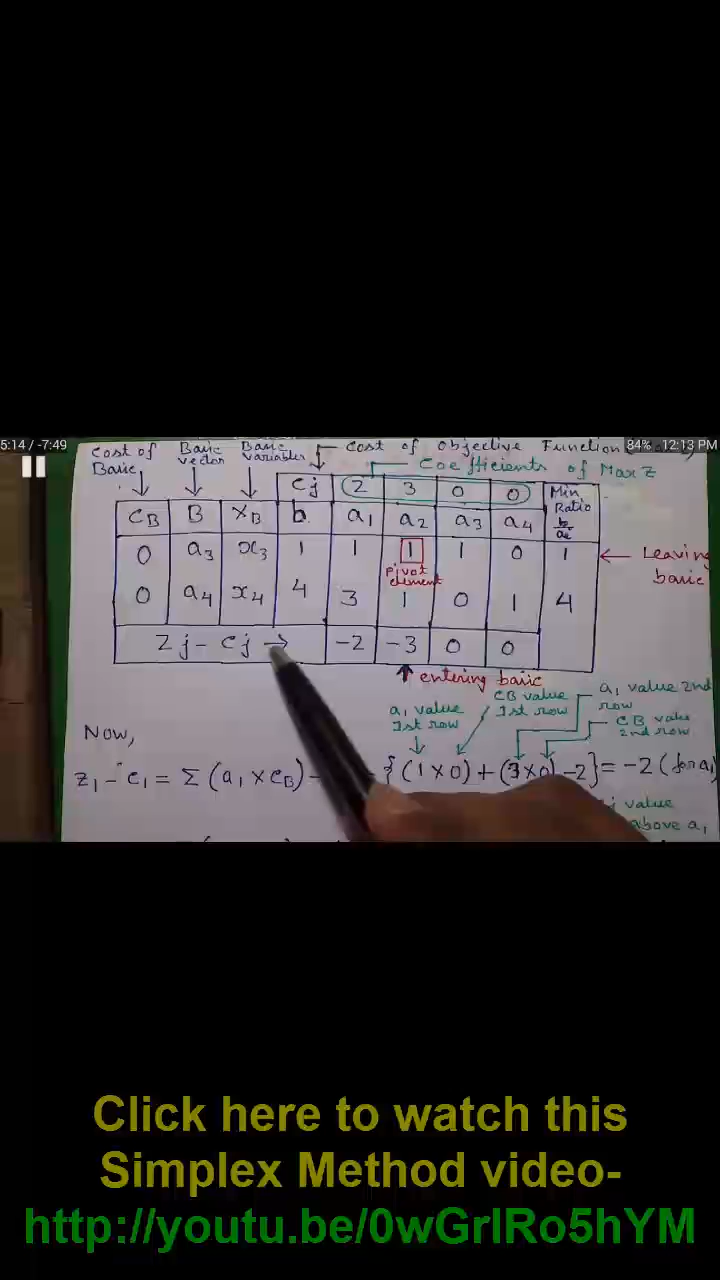 5:14 / -7:49
84% 12:13 PM
Cost of Basic
Basic vector
Basic variables
Cost of Objective Function
Coefficients of Max Z
Cj 2 3 0 0 Min Ratio b/ai
CB B XB b a1 a2 a3 a4
0 a3 x3 1 1 1 1 0 1 ← Leaving basic
pivot element
0 a4 x4 4 3 1 0 1 4
Zj - Cj → -2 -3 0 0
↑ entering basic
a1 value 1st row
CB value 1st row
a1 value 2nd row
CB value 2nd row
Now,
Z1 - C1 = Σ (a1 × CB) - {(1 × 0) + (3 × 0) - 2} = -2 (for a1)
value
above a1
Click here to watch this
Simplex Method video-
http://youtu.be/0wGrIRo5hYM